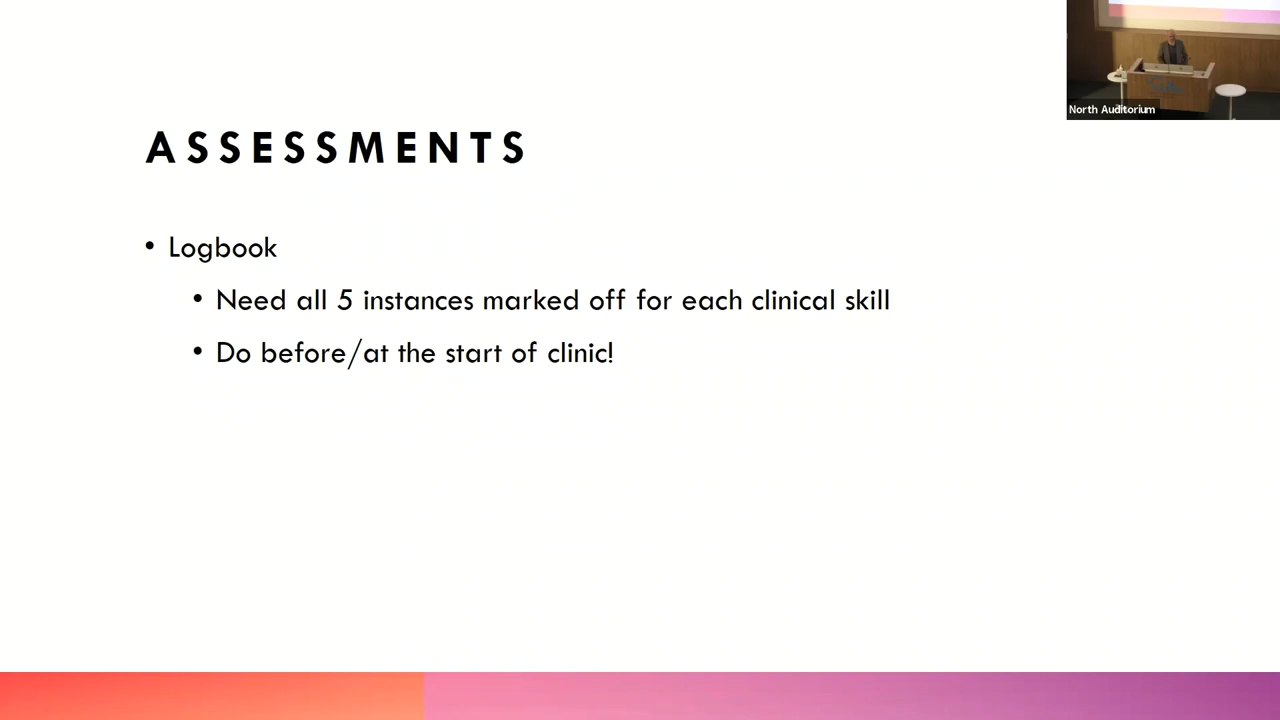 North Auditorium
ASSESSMENTS
• Logbook
• Need all 5 instances marked off for each clinical skill
• Do before/at the start of clinic!